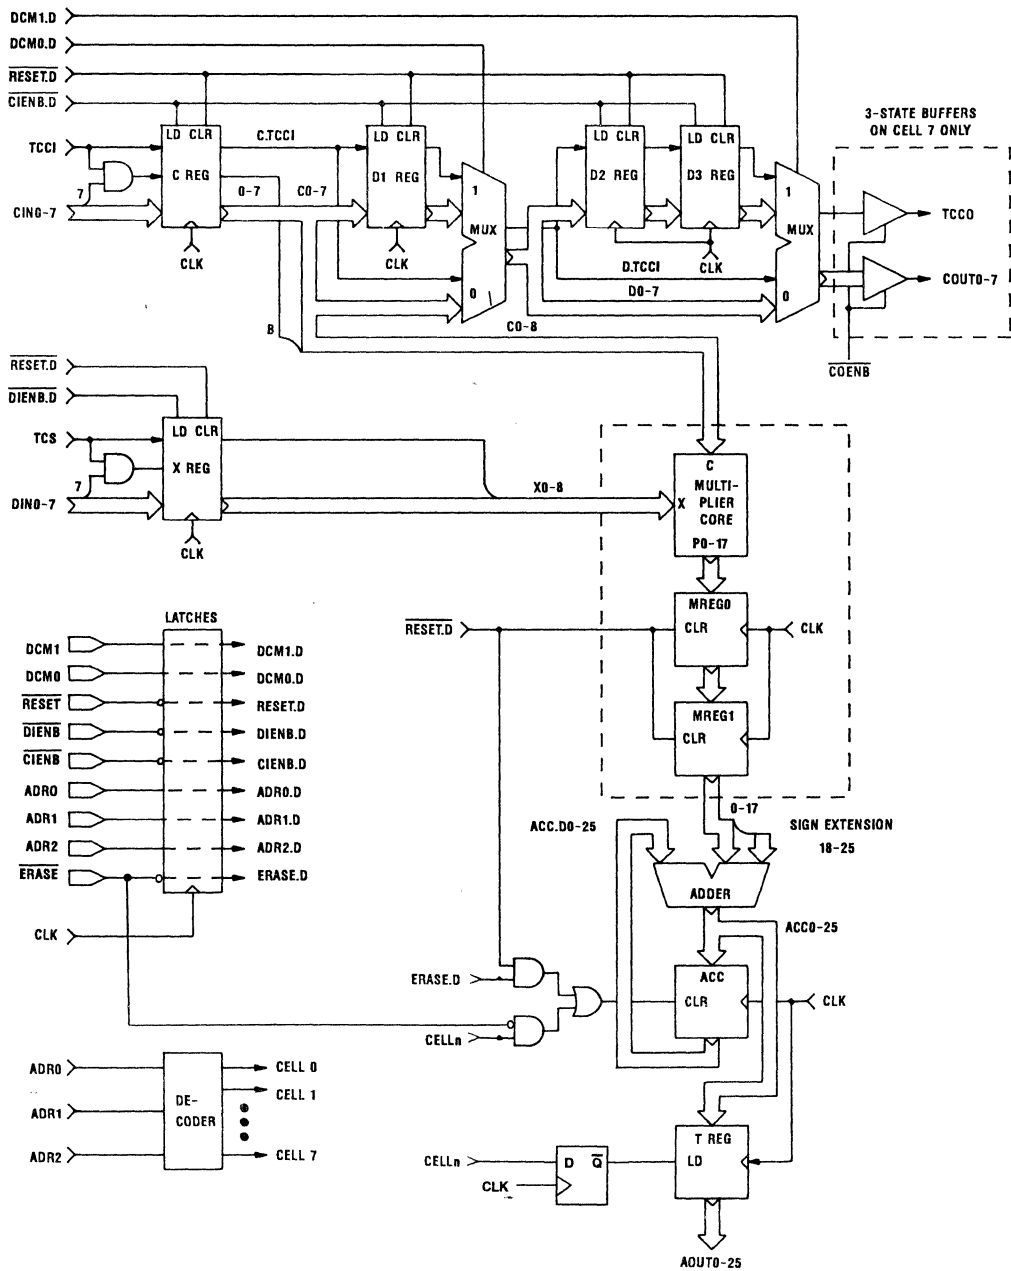 DCM1.D
DCM0.D
RESET.D
CIENB.D
3-STATE BUFFERS
ON CELL 7 ONLY
LD CLR
C.TCCI
LD CLR
LD CLR
LD CLR
TCCI
C REG
D1 REG
D2 REG
D3 REG
1
1
7
0-7
C0-7
CIN0-7
TCCO
MUX
MUX
CLK
CLK
CLK
D.TCCI
D0-7
COUT0-7
0
0
8
C0-8
RESET.D
COENB
DIENB.D
TCS
LD CLR
X REG
7
DIN0-7
X0-8
CLK
C
MULTI-
PLIER
CORE
X
P0-17
LATCHES
MREG0
CLR
CLK
RESET.D
DCM1
DCM1.D
DCM0
DCM0.D
RESET
RESET.D
DIENB
DIENB.D
CIENB
CIENB.D
ADR0
ADR0.D
ADR1
ADR1.D
ADR2
ADR2.D
ERASE
ERASE.D
CLK
MREG1
CLR
0-17
ACC.D0-25
SIGN EXTENSION
18-25
ADDER
ACC0-25
ACC
CLR
CLK
ERASE.D
CELLn
ADR0
ADR1
ADR2
DE-
CODER
CELL 0
CELL 1
CELL 7
T REG
LD
CELLn
D Q
CLK
AOUT0-25